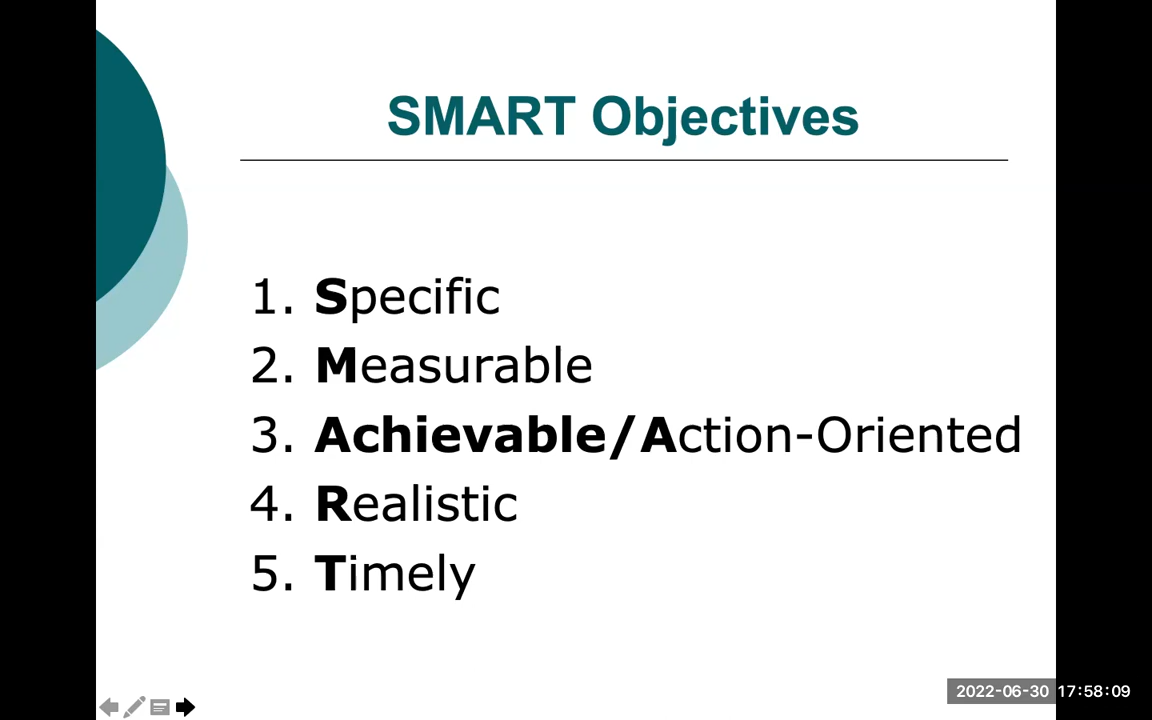 SMART Objectives
1. Specific
2. Measurable
3. Achievable/Action-Oriented
4. Realistic
5. Timely
2022-06-30 17:58:09